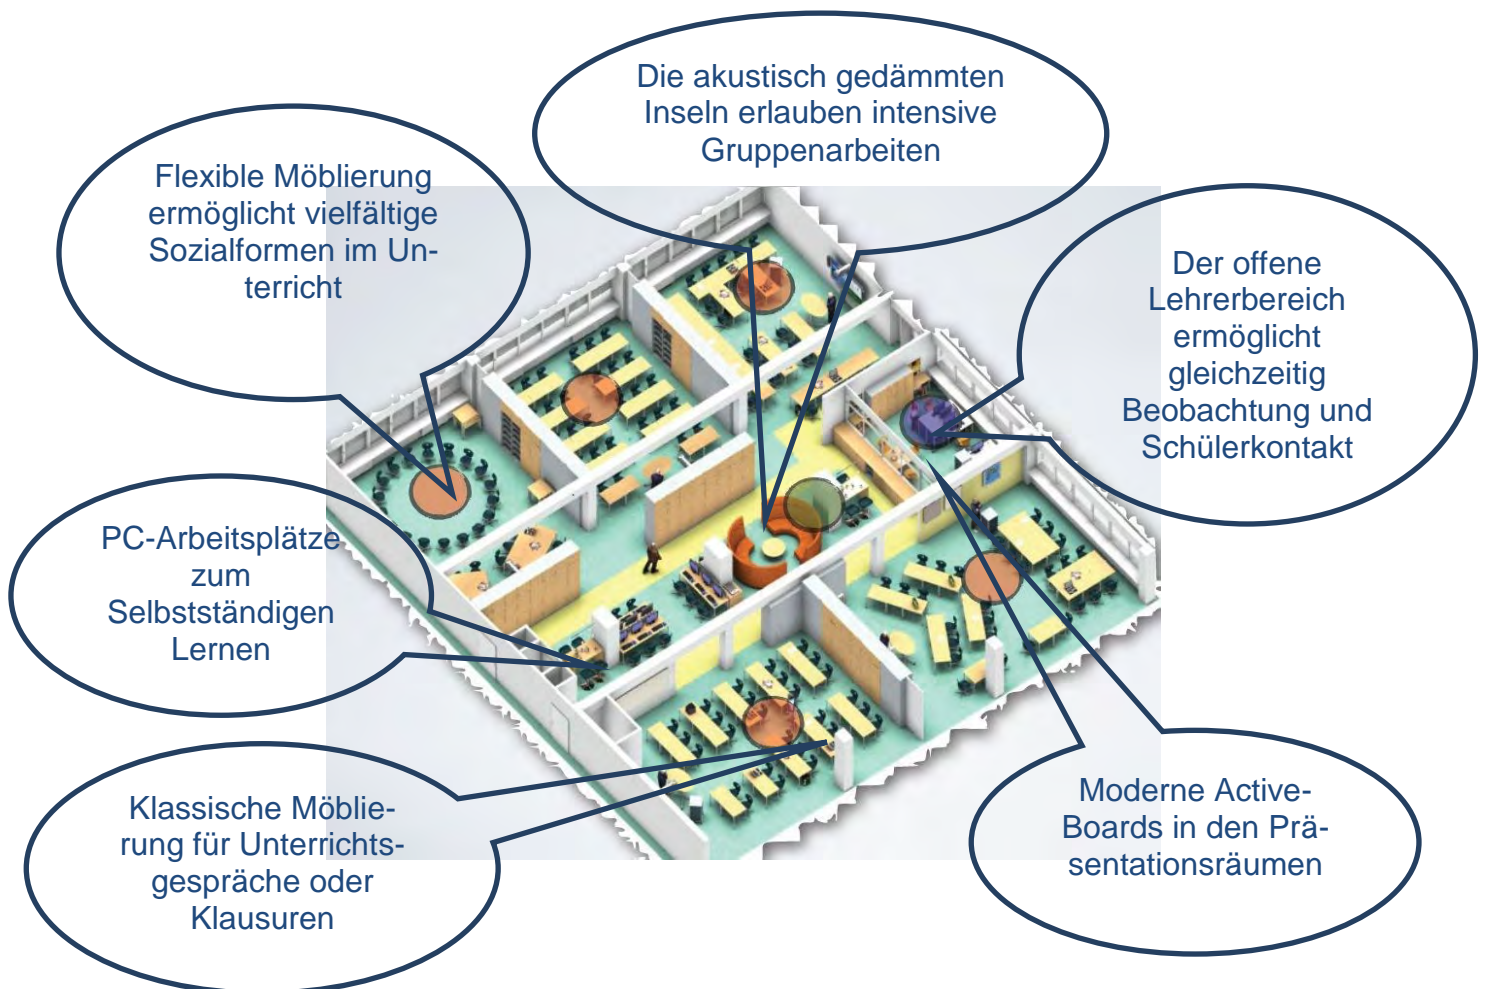 Die akustisch gedämmten
Inseln erlauben intensive
Gruppenarbeiten
Flexible Möblierung
ermöglicht vielfältige
Sozialformen im Un-
terricht
Der offene
Lehrerbereich
ermöglicht
gleichzeitig
Beobachtung und
Schülerkontakt
PC-Arbeitsplätze
zum
Selbstständigen
Lernen
Klassische Möblie-
rung für Unterrichts-
gespräche oder
Klausuren
Moderne Active-
Boards in den Prä-
sentationsräumen